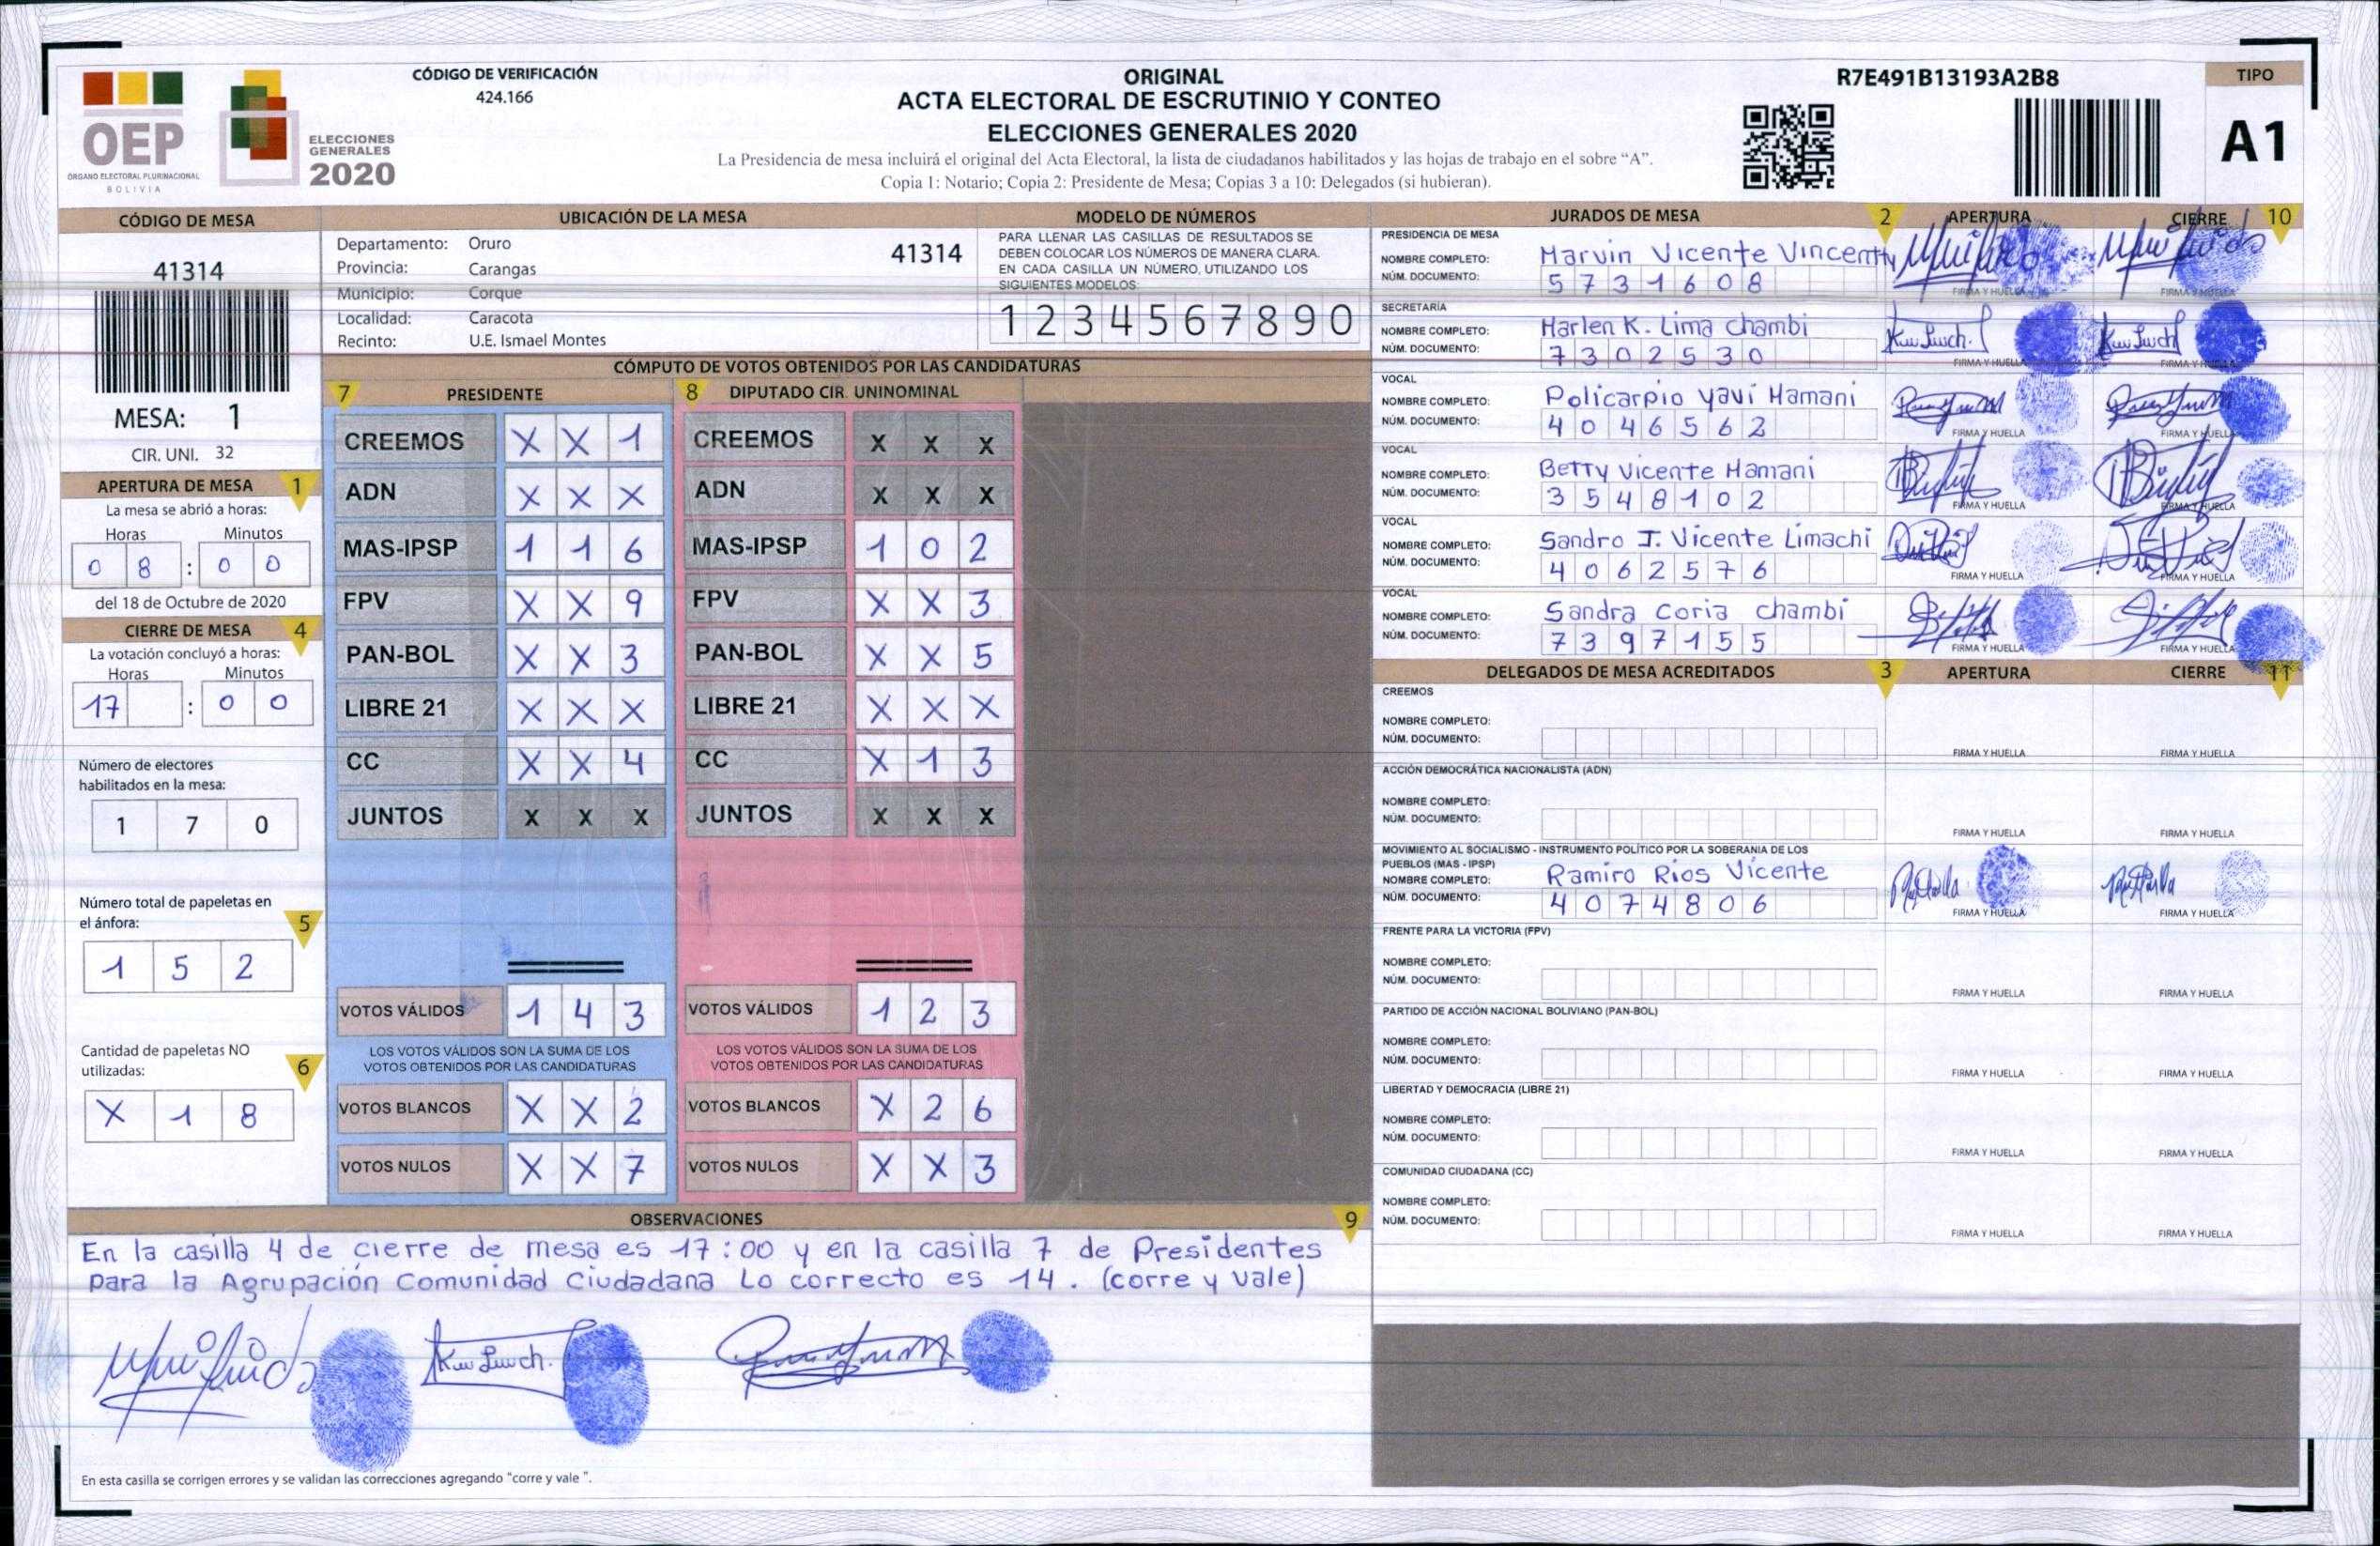 OEP
ÓRGANO ELECTORAL PLURINACIONAL
BOLIVIA
ELECCIONES
GENERALES
2020
CÓDIGO DE VERIFICACIÓN
424.166
ORIGINAL
ACTA ELECTORAL DE ESCRUTINIO Y CONTEO
ELECCIONES GENERALES 2020
La Presidencia de mesa incluirá el original del Acta Electoral, la lista de ciudadanos habilitados y las hojas de trabajo en el sobre “A”.
Copia 1: Notario; Copia 2: Presidente de Mesa; Copias 3 a 10: Delegados (si hubieran).
R7E491B13193A2B8
TIPO
A1
CÓDIGO DE MESA
41314
MESA: 1
CIR. UNI. 32
APERTURA DE MESA 1
La mesa se abrió a horas:
Horas Minutos
0 8 : 0 0
del 18 de Octubre de 2020
CIERRE DE MESA 4
La votación concluyó a horas:
Horas Minutos
17 : 0 0
Número de electores
habilitados en la mesa:
1 7 0
Número total de papeletas en
el ánfora: 5
1 5 2
Cantidad de papeletas NO
utilizadas: 6
X 1 8
UBICACIÓN DE LA MESA
Departamento: Oruro 41314
Provincia: Carangas
Municipio: Corque
Localidad: Caracota
Recinto: U.E. Ismael Montes
MODELO DE NÚMEROS
PARA LLENAR LAS CASILLAS DE RESULTADOS SE
DEBEN COLOCAR LOS NÚMEROS DE MANERA CLARA.
EN CADA CASILLA UN NÚMERO, UTILIZANDO LOS
SIGUIENTES MODELOS:
1 2 3 4 5 6 7 8 9 0
CÓMPUTO DE VOTOS OBTENIDOS POR LAS CANDIDATURAS
7 PRESIDENTE
CREEMOS X X 1
ADN X X X
MAS-IPSP 1 1 6
FPV X X 9
PAN-BOL X X 3
LIBRE 21 X X X
CC X X 4
JUNTOS X X X
VOTOS VÁLIDOS 1 4 3
LOS VOTOS VÁLIDOS SON LA SUMA DE LOS
VOTOS OBTENIDOS POR LAS CANDIDATURAS
VOTOS BLANCOS X X 2
VOTOS NULOS X X 7
8 DIPUTADO CIR. UNINOMINAL
CREEMOS X X X
ADN X X X
MAS-IPSP 1 0 2
FPV X X 3
PAN-BOL X X 5
LIBRE 21 X X X
CC X 1 3
JUNTOS X X X
VOTOS VÁLIDOS 1 2 3
LOS VOTOS VÁLIDOS SON LA SUMA DE LOS
VOTOS OBTENIDOS POR LAS CANDIDATURAS
VOTOS BLANCOS X 2 6
VOTOS NULOS X X 3
OBSERVACIONES 9
En la casilla 4 de cierre de mesa es 17:00 y en la casilla 7 de Presidentes
para la Agrupación Comunidad Ciudadana Lo correcto es 14. (corre y vale)
En esta casilla se corrigen errores y se validan las correcciones agregando "corre y vale ".
JURADOS DE MESA 2 APERTURA CIERRE 10
PRESIDENCIA DE MESA
NOMBRE COMPLETO: Marvin Vicente Vincenty
NÚM. DOCUMENTO: 5 7 3 1 6 0 8
FIRMA Y HUELLA FIRMA Y HUELLA
SECRETARÍA
NOMBRE COMPLETO: Harlen K. Lima Chambi
NÚM. DOCUMENTO: 7 3 0 2 5 3 0
FIRMA Y HUELLA FIRMA Y HUELLA
VOCAL
NOMBRE COMPLETO: Policarpio Yavi Mamani
NÚM. DOCUMENTO: 4 0 4 6 5 6 2
FIRMA Y HUELLA FIRMA Y HUELLA
VOCAL
NOMBRE COMPLETO: Betty Vicente Mamani
NÚM. DOCUMENTO: 3 5 4 8 1 0 2
FIRMA Y HUELLA FIRMA Y HUELLA
VOCAL
NOMBRE COMPLETO: Sandro J. Vicente Limachi
NÚM. DOCUMENTO: 4 0 6 2 5 7 6
FIRMA Y HUELLA FIRMA Y HUELLA
VOCAL
NOMBRE COMPLETO: Sandra Coria Chambi
NÚM. DOCUMENTO: 7 3 9 7 1 5 5
FIRMA Y HUELLA FIRMA Y HUELLA
DELEGADOS DE MESA ACREDITADOS 3 APERTURA CIERRE 11
CREEMOS
NOMBRE COMPLETO:
NÚM. DOCUMENTO:
FIRMA Y HUELLA FIRMA Y HUELLA
ACCIÓN DEMOCRÁTICA NACIONALISTA (ADN)
NOMBRE COMPLETO:
NÚM. DOCUMENTO:
FIRMA Y HUELLA FIRMA Y HUELLA
MOVIMIENTO AL SOCIALISMO - INSTRUMENTO POLÍTICO POR LA SOBERANIA DE LOS
PUEBLOS (MAS - IPSP)
NOMBRE COMPLETO: Ramiro Rios Vicente
NÚM. DOCUMENTO: 4 0 7 4 8 0 6
FIRMA Y HUELLA FIRMA Y HUELLA
FRENTE PARA LA VICTORIA (FPV)
NOMBRE COMPLETO:
NÚM. DOCUMENTO:
FIRMA Y HUELLA FIRMA Y HUELLA
PARTIDO DE ACCIÓN NACIONAL BOLIVIANO (PAN-BOL)
NOMBRE COMPLETO:
NÚM. DOCUMENTO:
FIRMA Y HUELLA FIRMA Y HUELLA
LIBERTAD Y DEMOCRACIA (LIBRE 21)
NOMBRE COMPLETO:
NÚM. DOCUMENTO:
FIRMA Y HUELLA FIRMA Y HUELLA
COMUNIDAD CIUDADANA (CC)
NOMBRE COMPLETO:
NÚM. DOCUMENTO:
FIRMA Y HUELLA FIRMA Y HUELLA